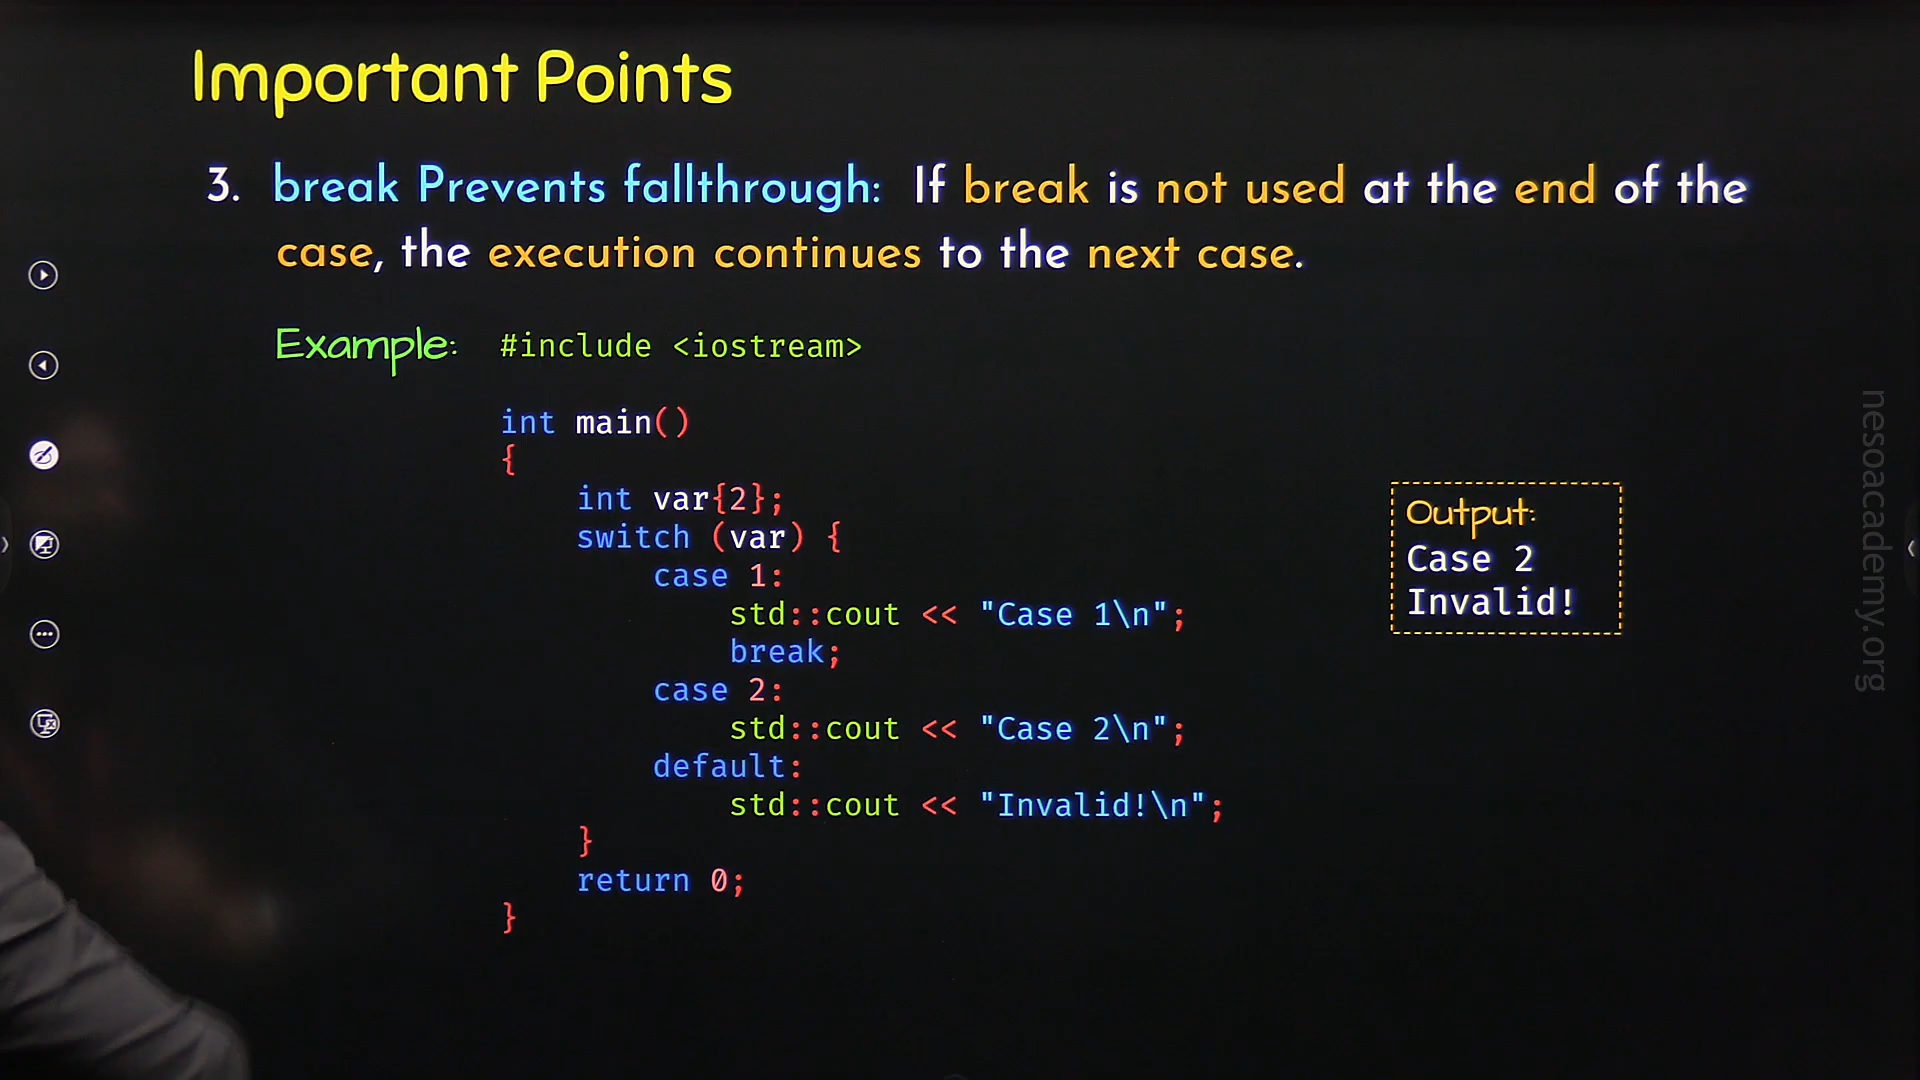 Important Points
3. break Prevents fallthrough: If break is not used at the end of the
case, the execution continues to the next case.
Example: #include <iostream>
int main()
{
    int var{2};
    switch (var) {
        case 1:
            std::cout << "Case 1\n";
            break;
        case 2:
            std::cout << "Case 2\n";
        default:
            std::cout << "Invalid!\n";
    }
    return 0;
}
Output:
Case 2
Invalid!
nesoacademy.org